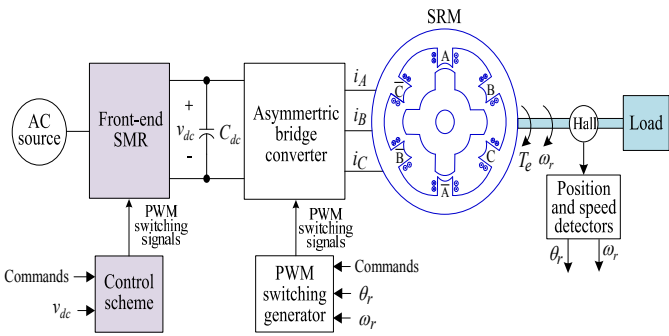 SRM
AC
source
Front-end
SMR
+
v_dc
-
C_dc
Asymmertric
bridge
converter
i_A
i_B
i_C
A
B
C
A̅
B̅
C̅
T_e
ω_r
Hall
Load
Position
and speed
detectors
θ_r
ω_r
PWM
switching
signals
PWM
switching
signals
Commands
v_dc
Control
scheme
PWM
switching
generator
Commands
θ_r
ω_r